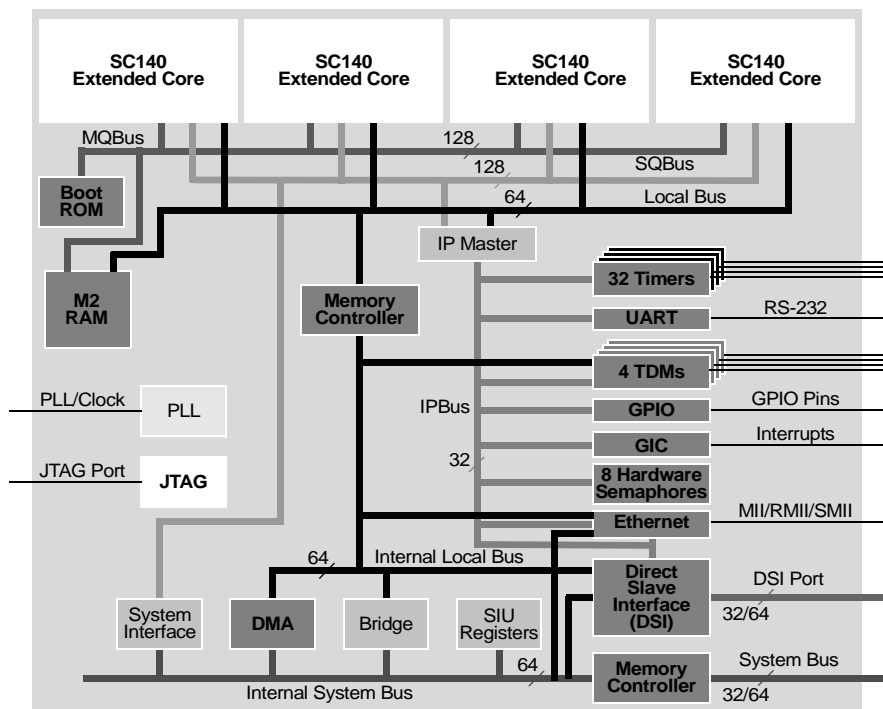 SC140
Extended Core
SC140
Extended Core
SC140
Extended Core
SC140
Extended Core
MQBus
128
128
SQBus
Boot
ROM
64
Local Bus
IP Master
M2
RAM
Memory
Controller
32 Timers
UART
RS-232
4 TDMs
PLL/Clock
PLL
IPBus
GPIO
GPIO Pins
GIC
Interrupts
JTAG Port
JTAG
32
8 Hardware
Semaphores
Ethernet
MII/RMII/SMII
64
Internal Local Bus
Direct
Slave
Interface
(DSI)
DSI Port
32/64
System
Interface
DMA
Bridge
SIU
Registers
64
Internal System Bus
Memory
Controller
System Bus
32/64